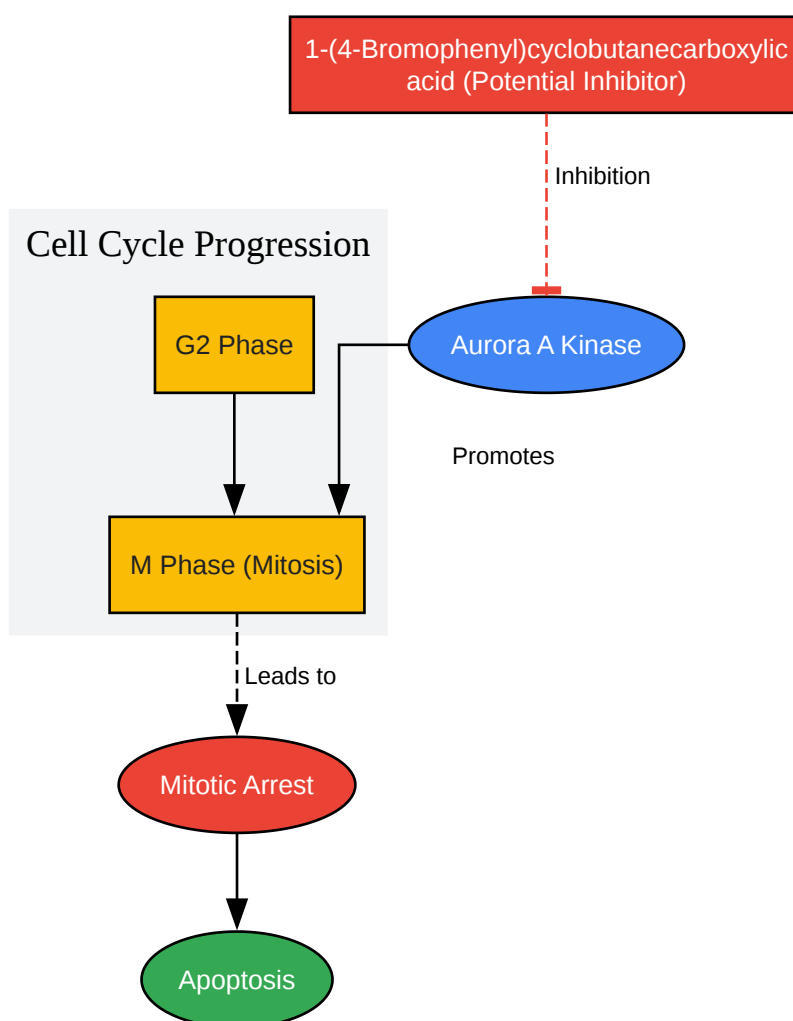 1-(4-Bromophenyl)cyclobutanecarboxylic
acid (Potential Inhibitor)
Inhibition
Cell Cycle Progression
G2 Phase
Aurora A Kinase
Promotes
M Phase (Mitosis)
Leads to
Mitotic Arrest
Apoptosis